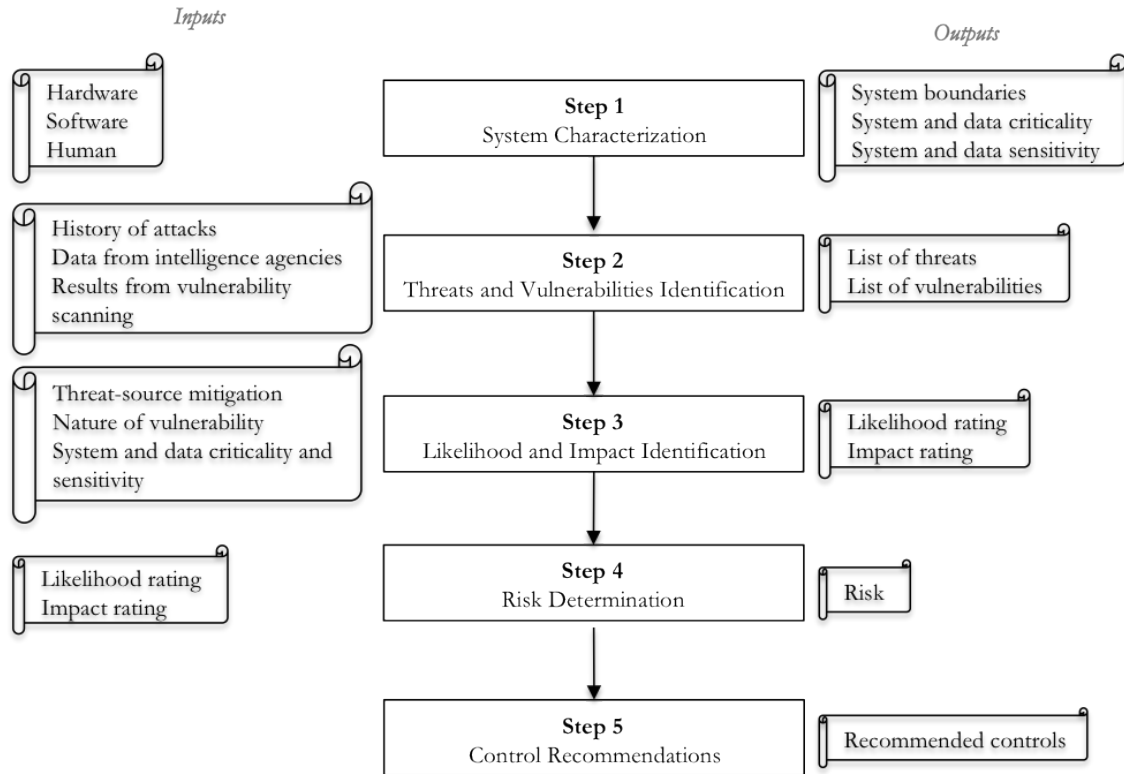 Inputs
Outputs
Hardware
Software
Human
Step 1
System Characterization
System boundaries
System and data criticality
System and data sensitivity
History of attacks
Data from intelligence agencies
Results from vulnerability
scanning
Step 2
Threats and Vulnerabilities Identification
List of threats
List of vulnerabilities
Threat-source mitigation
Nature of vulnerability
System and data criticality and
sensitivity
Step 3
Likelihood and Impact Identification
Likelihood rating
Impact rating
Likelihood rating
Impact rating
Step 4
Risk Determination
Risk
Step 5
Control Recommendations
Recommended controls